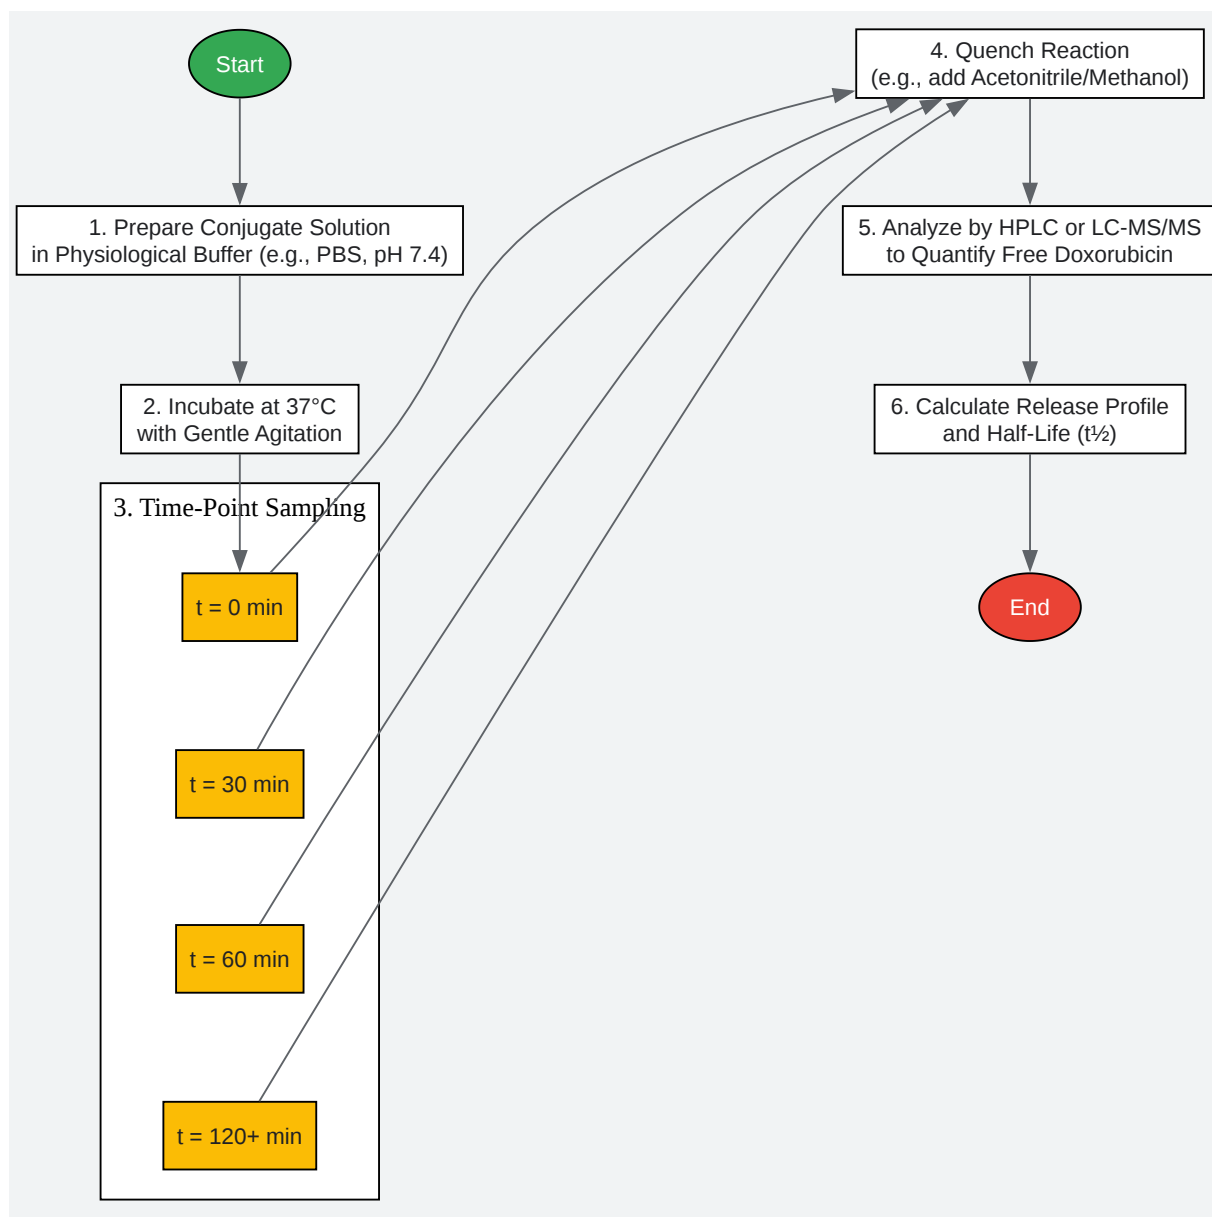 Start
1. Prepare Conjugate Solution
in Physiological Buffer (e.g., PBS, pH 7.4)
2. Incubate at 37°C
with Gentle Agitation
3. Time-Point Sampling
t = 0 min
t = 30 min
t = 60 min
t = 120+ min
4. Quench Reaction
(e.g., add Acetonitrile/Methanol)
5. Analyze by HPLC or LC-MS/MS
to Quantify Free Doxorubicin
6. Calculate Release Profile
and Half-Life (t½)
End